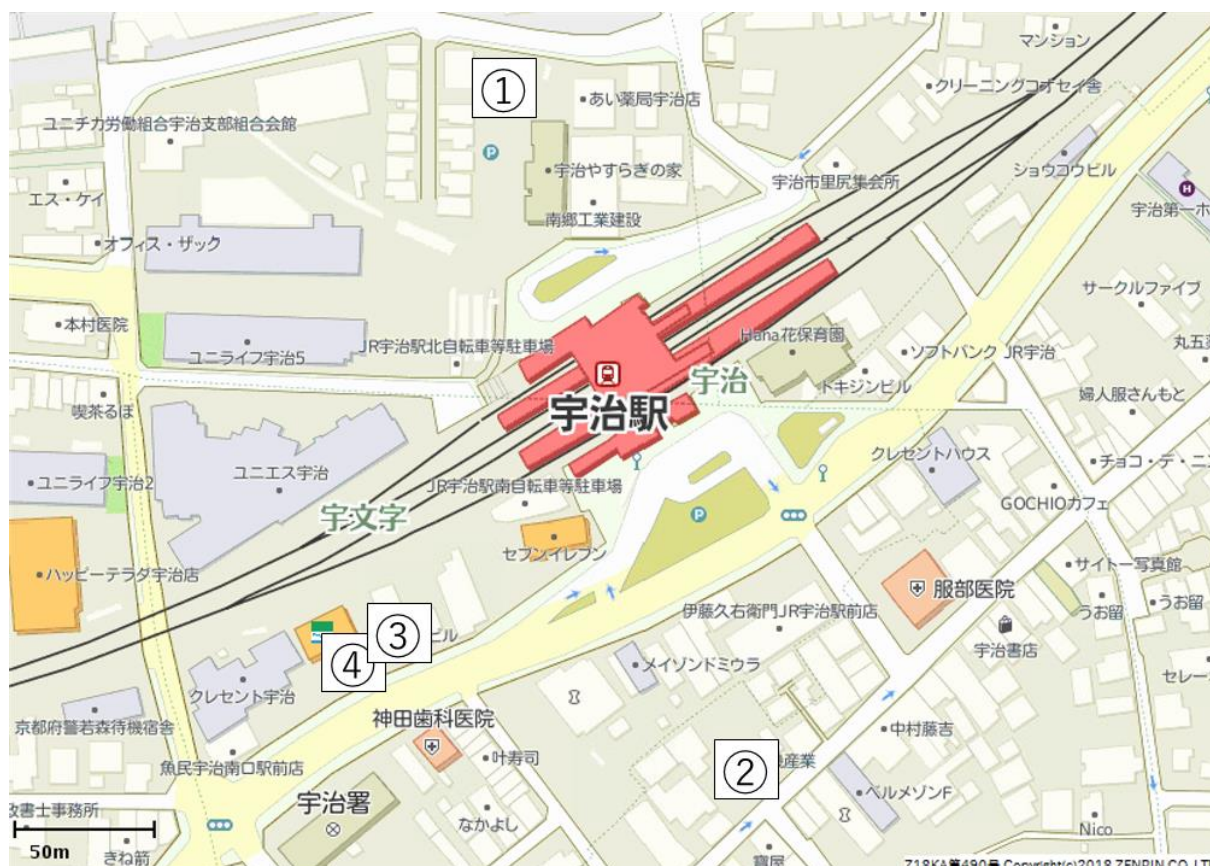 マンション
①
あい薬局宇治店
クリーニングコオセイ舎
ユニチカ労働組合宇治支部組合会館
P
ショウコウビル
宇治やすらぎの家
宇治市里尻集会所
H
エス・ケイ
宇治第一ホ
南郷工業建設
オフィス・ザック
サークルファイブ
本村医院
Hana花保育園
JR宇治駅北自転車等駐車場
ソフトバンク JR宇治
ユニライフ宇治5
宇治
トキジンビル
婦人服さんもと
喫茶るぽ
宇治駅
クレセントハウス
チョコ・デ・ニ
ユニエス宇治
ユニライフ宇治2
JR宇治駅南自転車等駐車場
GOCHIOカフェ
宇文字
P
セブンイレブン
サイトー写真館
ハッピーテラダ宇治店
服部医院
うお留
うお留
伊藤久右衛門JR宇治駅前店
③
ビル
宇治書店
④
メイゾンドミウラ
セレー
クレセント宇治
京都府警若森待機宿舎
神田歯科医院
中村藤吉
叶寿司
②
産業
魚民宇治南口駅前店
ベルメゾンF
宇治署
政書士事務所
なかよし
Nico
50m
きね箭
寶屋
Z18KA第490号 Copyright(c)2018 ZENRIN CO.,LT